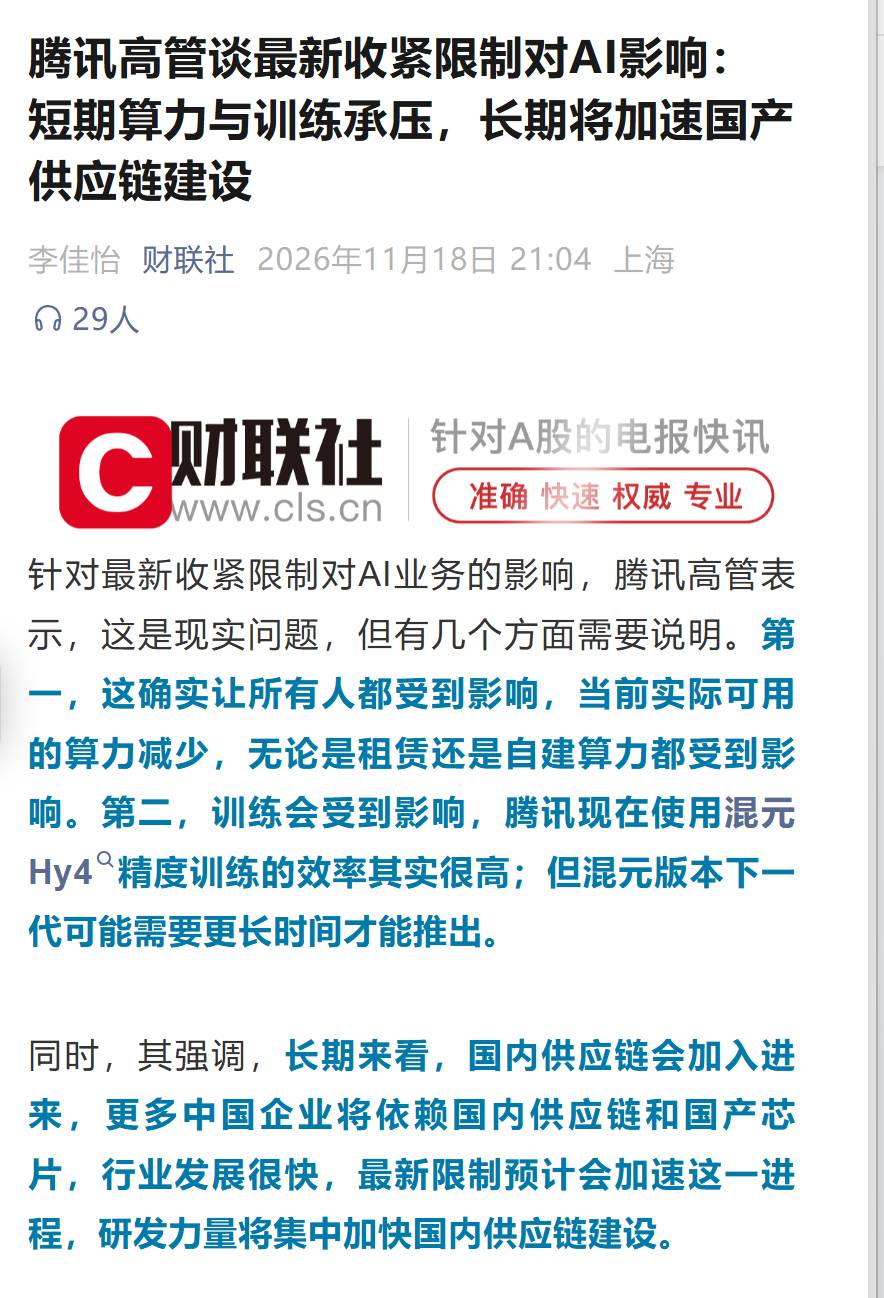 腾讯高管谈最新收紧限制对AI影响：
短期算力与训练承压，长期将加速国产
供应链建设
李佳怡 财联社 2026年11月18日 21:04 上海
29人
C 财联社 针对A股的电报快讯
www.cls.cn 准确 快速 权威 专业
针对最新收紧限制对AI业务的影响，腾讯高管表
示，这是现实问题，但有几个方面需要说明。第
一，这确实让所有人都受到影响，当前实际可用
的算力减少，无论是租赁还是自建算力都受到影
响。第二，训练会受到影响，腾讯现在使用混元
Hy4精度训练的效率其实很高；但混元版本下一
代可能需要更长时间才能推出。
同时，其强调，长期来看，国内供应链会加入进
来，更多中国企业将依赖国内供应链和国产芯
片，行业发展很快，最新限制预计会加速这一进
程，研发力量将集中加快国内供应链建设。